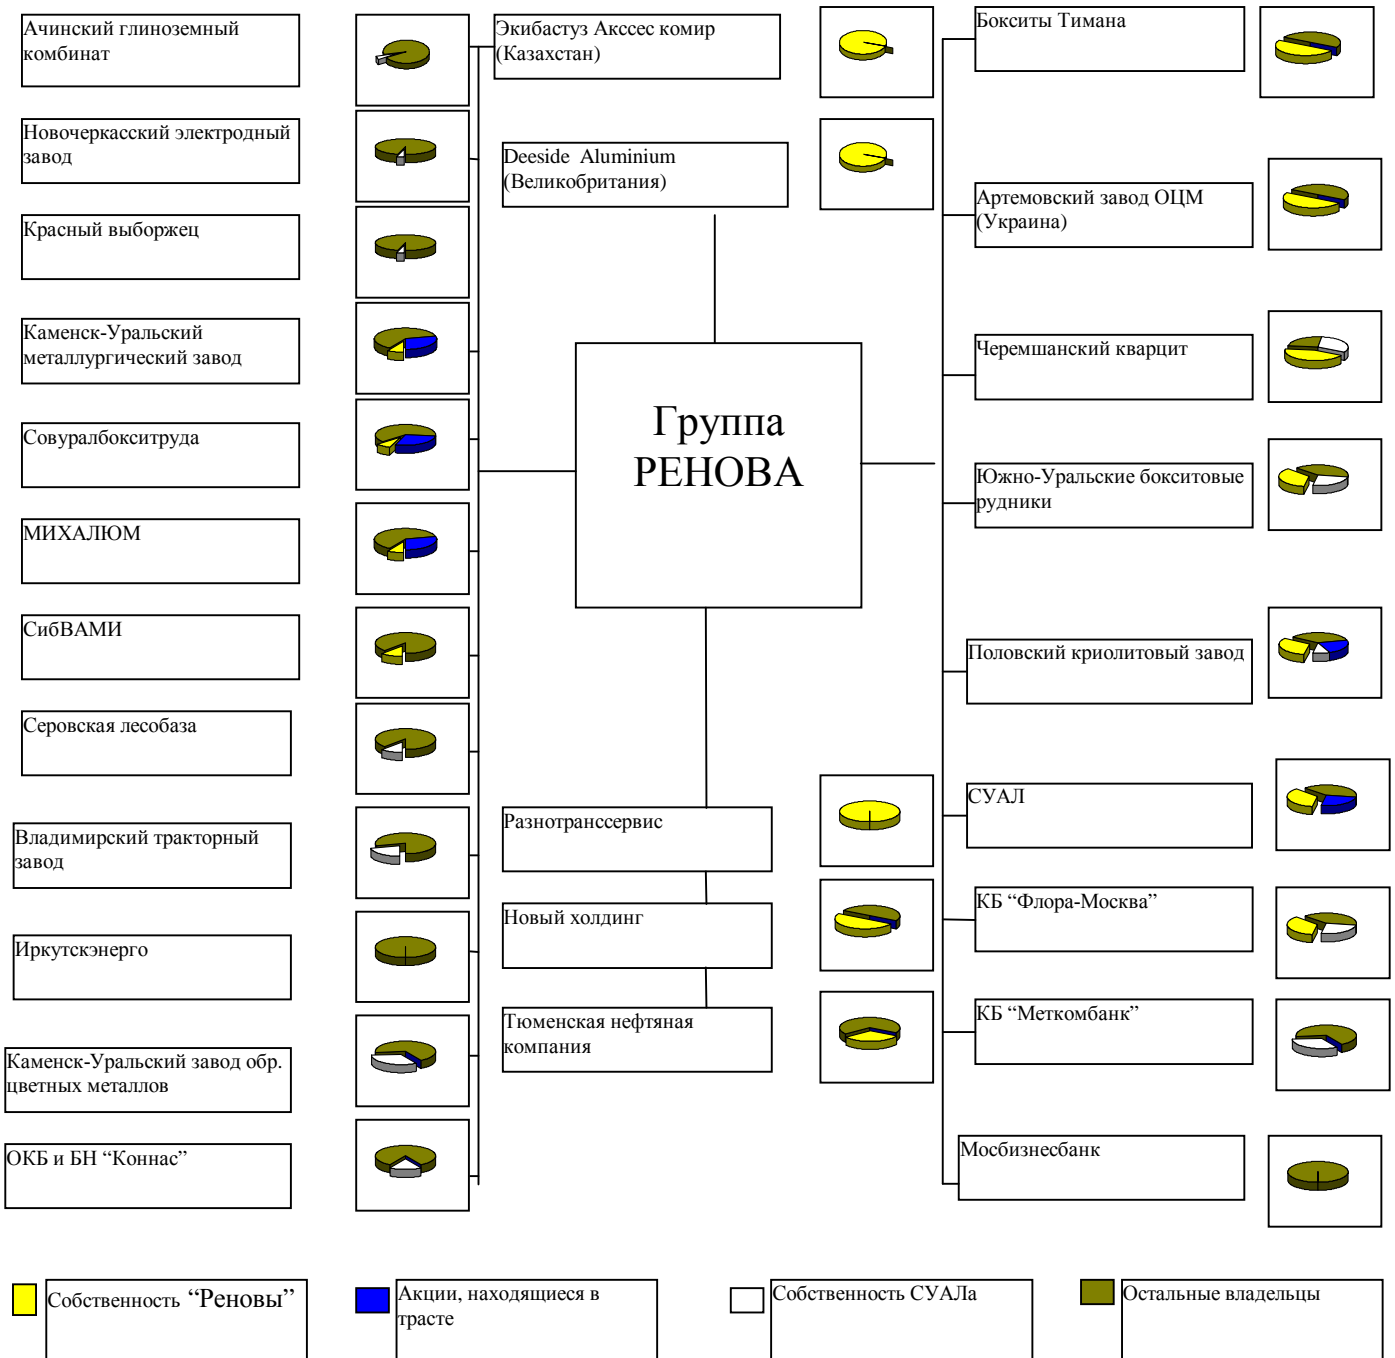 Ачинский глиноземный
комбинат
Новочеркасский электродный
завод
Красный выборжец
Каменск-Уральский
металлургический завод
Совуралбокситруда
МИХАЛЮМ
СибВАМИ
Серовская лесобаза
Владимирский тракторный
завод
Иркутскэнерго
Каменск-Уральский завод обр.
цветных металлов
ОКБ и БН “Коннас”
Экибастуз Акссес комир
(Казахстан)
Deeside Aluminium
(Великобритания)
Группа
РЕНОВА
Разнотранссервис
Новый холдинг
Тюменская нефтяная
компания
Бокситы Тимана
Артемовский завод ОЦМ
(Украина)
Черемшанский кварцит
Южно-Уральские бокситовые
рудники
Половский криолитовый завод
СУАЛ
КБ “Флора-Москва”
КБ “Меткомбанк”
Мосбизнесбанк
Собственность “Реновы”
Акции, находящиеся в
трасте
Собственность СУАЛа
Остальные владельцы